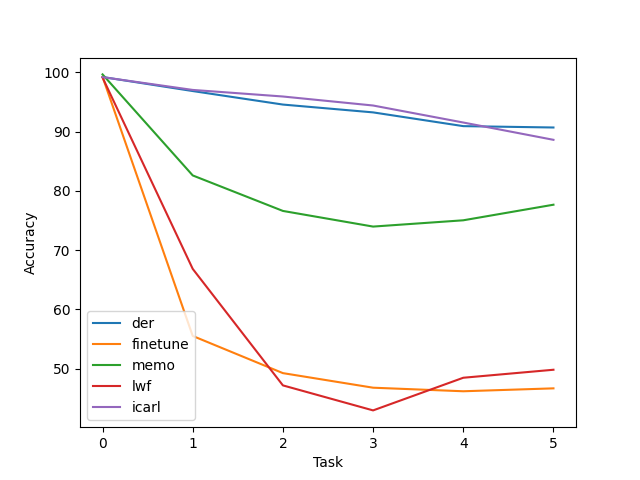 100
90
80
70
60
50
Accuracy
der
finetune
memo
lwf
icarl
0 1 2 3 4 5
Task